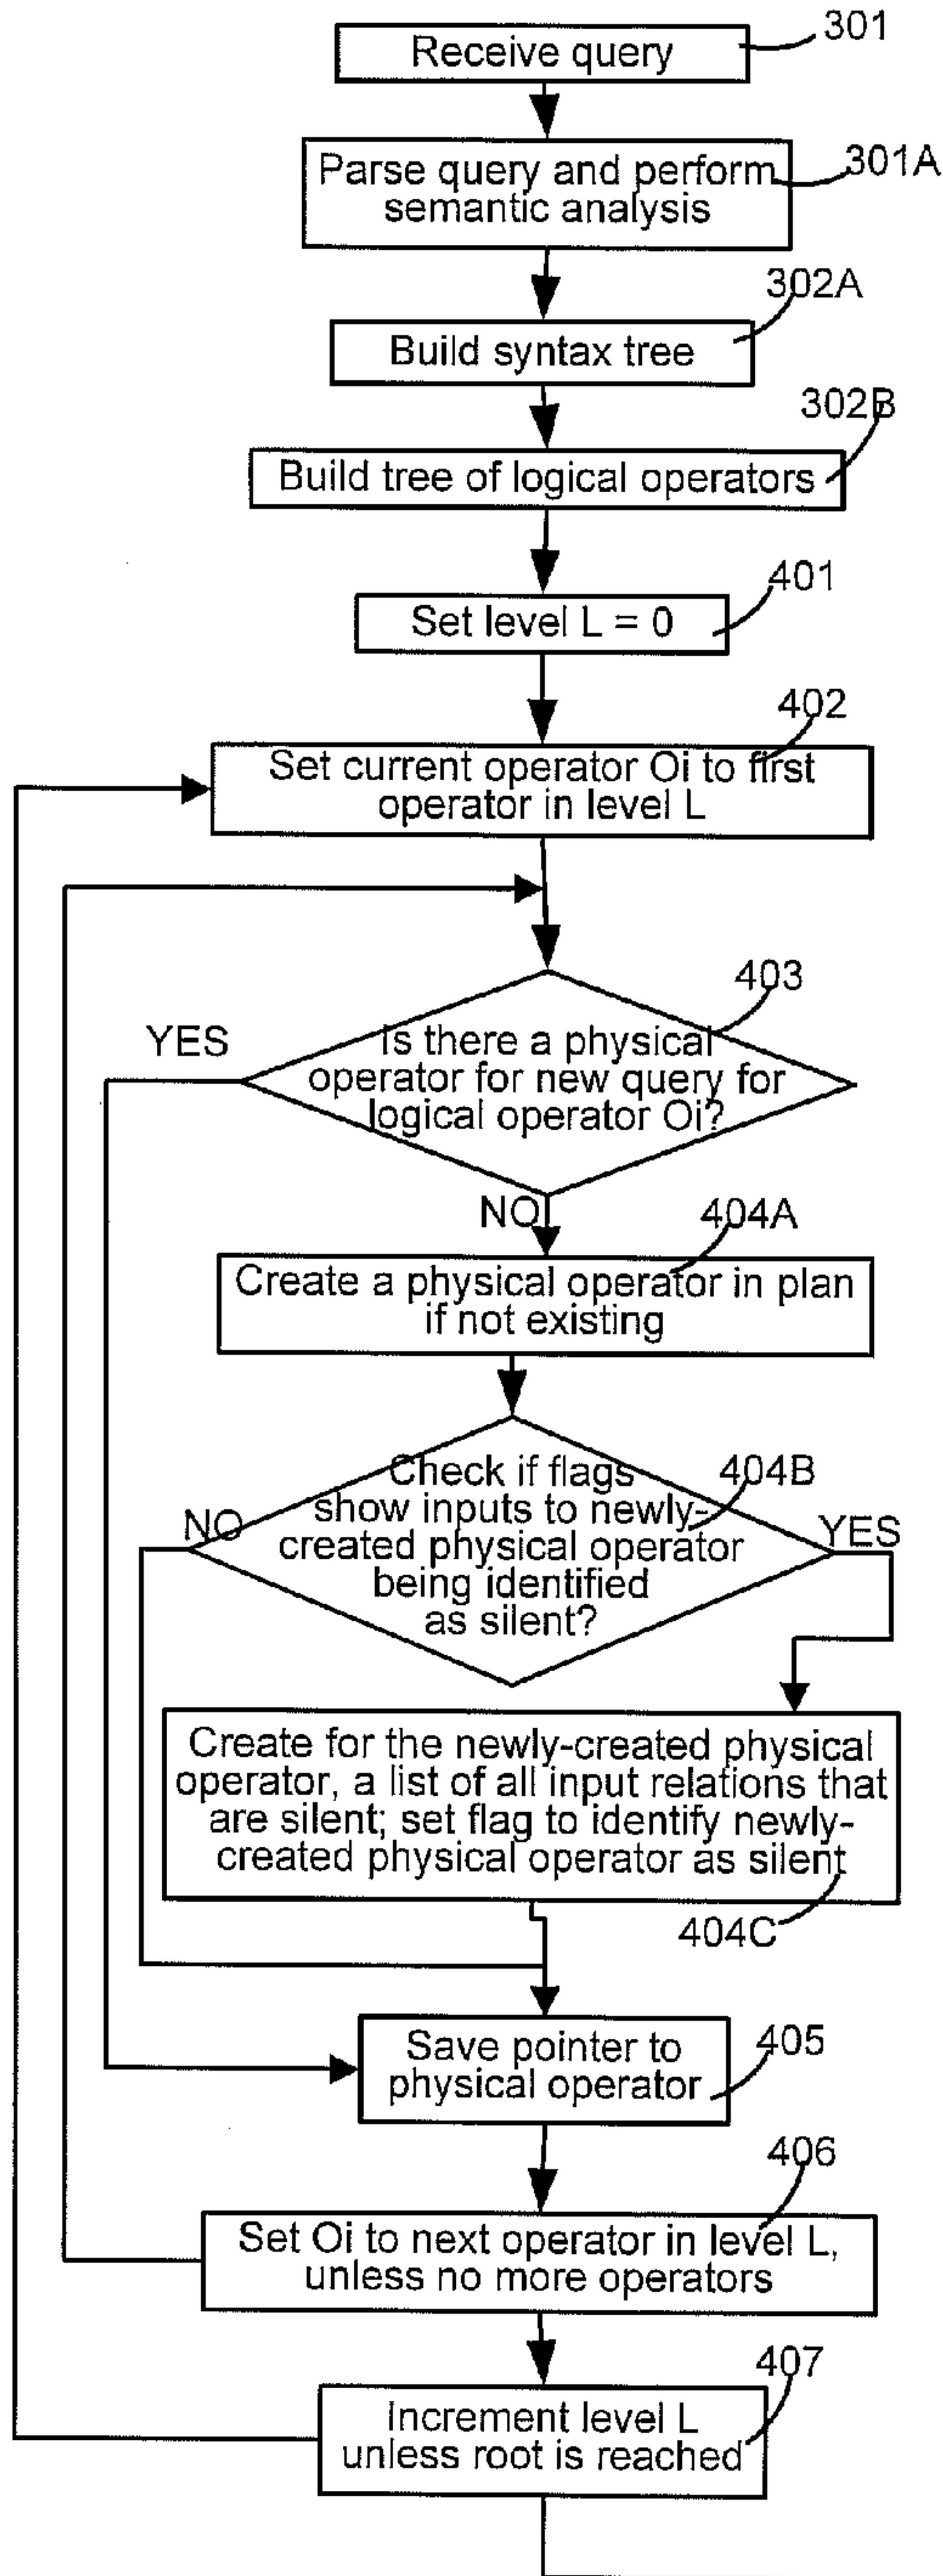 301
Receive query
301A
Parse query and perform
semantic analysis
302A
Build syntax tree
302B
Build tree of logical operators
401
Set level L = 0
402
Set current operator Oi to first
operator in level L
403
YES
Is there a physical
operator for new query for
logical operator Oi?
NO
404A
Create a physical operator in plan
if not existing
404B
Check if flags
show inputs to newly-
created physical operator
being identified
as silent?
NO
YES
Create for the newly-created physical
operator, a list of all input relations that
are silent; set flag to identify newly-
created physical operator as silent
404C
405
Save pointer to
physical operator
406
Set Oi to next operator in level L,
unless no more operators
407
Increment level L
unless root is reached